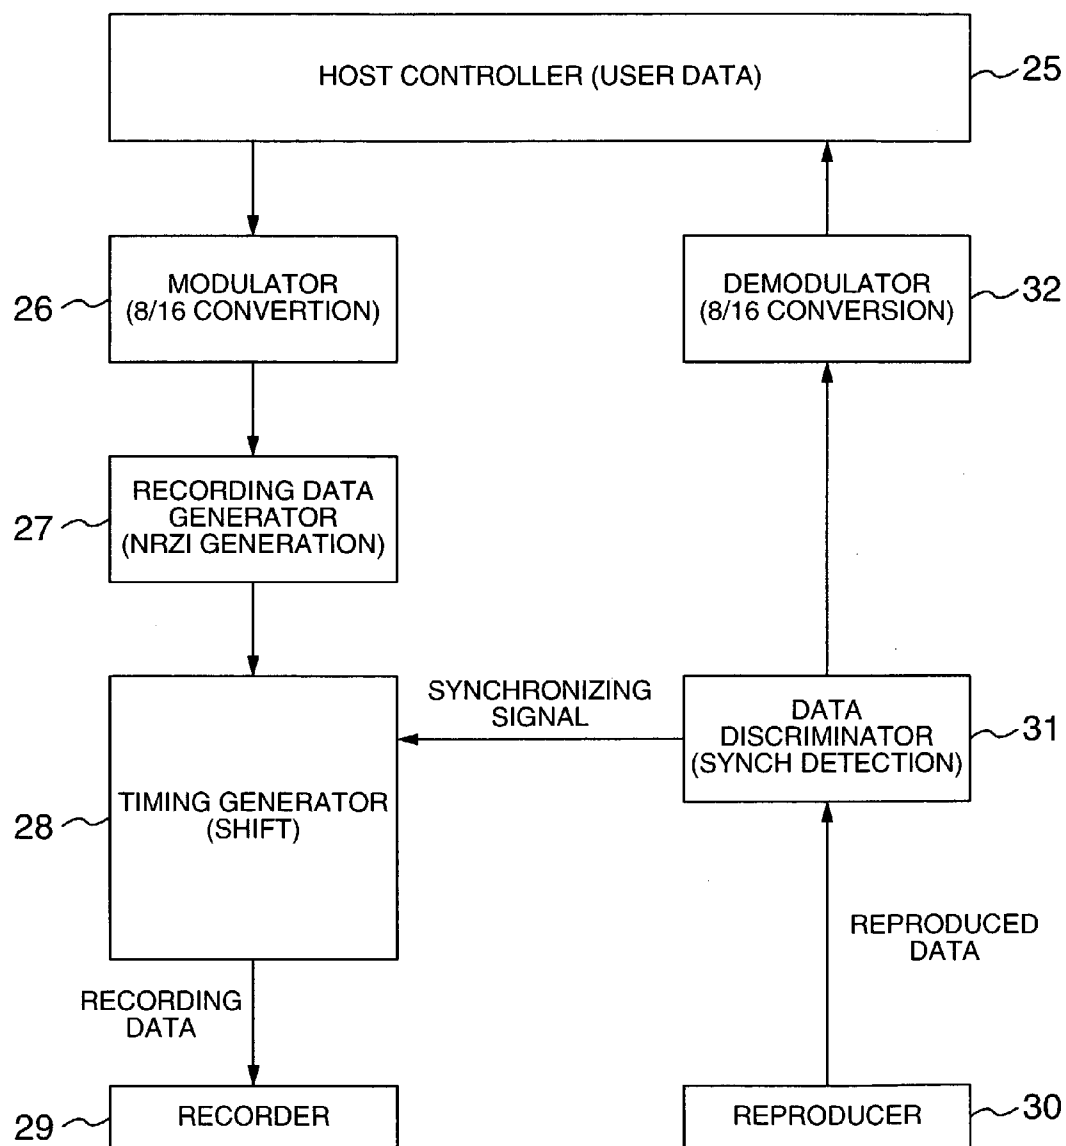 HOST CONTROLLER (USER DATA)
25
26
MODULATOR
(8/16 CONVERTION)
DEMODULATOR
(8/16 CONVERSION)
32
27
RECORDING DATA
GENERATOR
(NRZI GENERATION)
28
TIMING GENERATOR
(SHIFT)
SYNCHRONIZING
SIGNAL
DATA
DISCRIMINATOR
(SYNCH DETECTION)
31
RECORDING
DATA
REPRODUCED
DATA
29
RECORDER
REPRODUCER
30